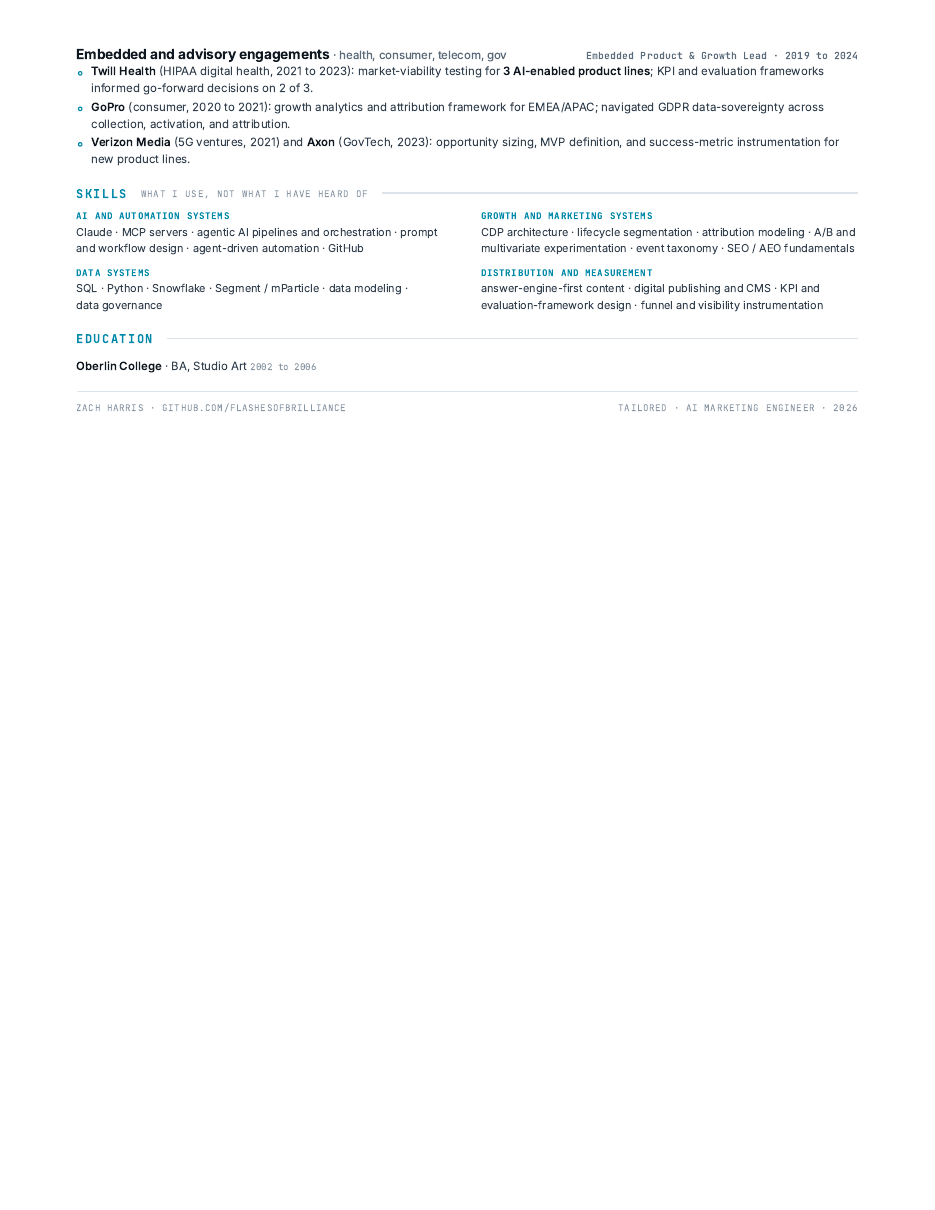 Embedded and advisory engagements · health, consumer, telecom, gov Embedded Product & Growth Lead · 2019 to 2024
Twill Health (HIPAA digital health, 2021 to 2023): market-viability testing for 3 AI-enabled product lines; KPI and evaluation frameworks
informed go-forward decisions on 2 of 3.
GoPro (consumer, 2020 to 2021): growth analytics and attribution framework for EMEA/APAC; navigated GDPR data-sovereignty across
collection, activation, and attribution.
Verizon Media (5G ventures, 2021) and Axon (GovTech, 2023): opportunity sizing, MVP definition, and success-metric instrumentation for
new product lines.
SKILLS WHAT I USE, NOT WHAT I HAVE HEARD OF
AI AND AUTOMATION SYSTEMS
Claude · MCP servers · agentic AI pipelines and orchestration · prompt
and workflow design · agent-driven automation · GitHub
GROWTH AND MARKETING SYSTEMS
CDP architecture · lifecycle segmentation · attribution modeling · A/B and
multivariate experimentation · event taxonomy · SEO / AEO fundamentals
DATA SYSTEMS
SQL · Python · Snowflake · Segment / mParticle · data modeling ·
data governance
DISTRIBUTION AND MEASUREMENT
answer-engine-first content · digital publishing and CMS · KPI and
evaluation-framework design · funnel and visibility instrumentation
EDUCATION
Oberlin College · BA, Studio Art 2002 to 2006
ZACH HARRIS · GITHUB.COM/FLASHESOFBRILLIANCE TAILORED · AI MARKETING ENGINEER · 2026